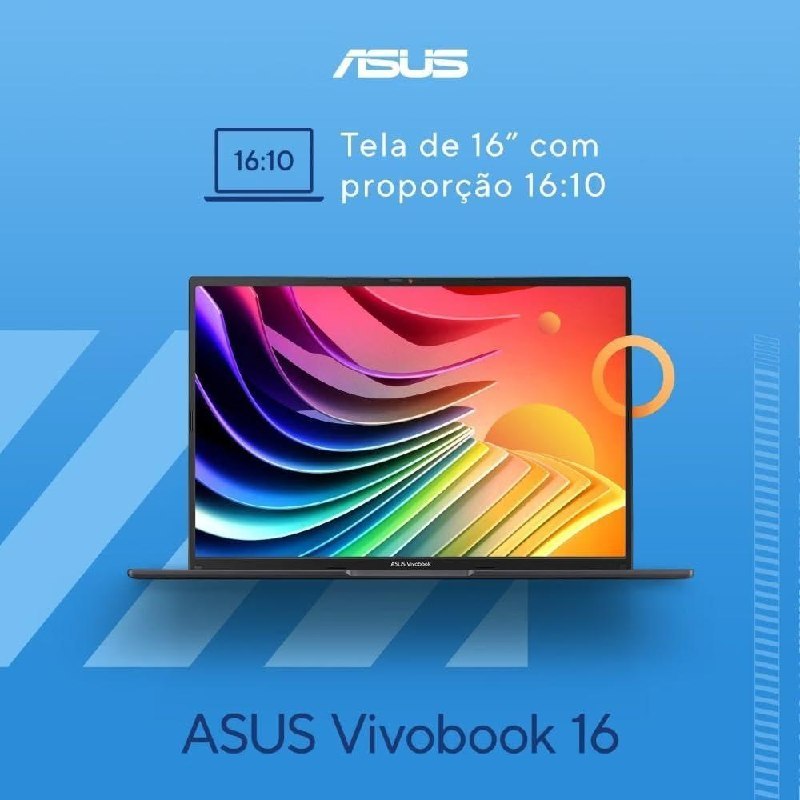 ASUS
16:10
Tela de 16” com
proporção 16:10
ASUS Vivobook
ASUS Vivobook 16